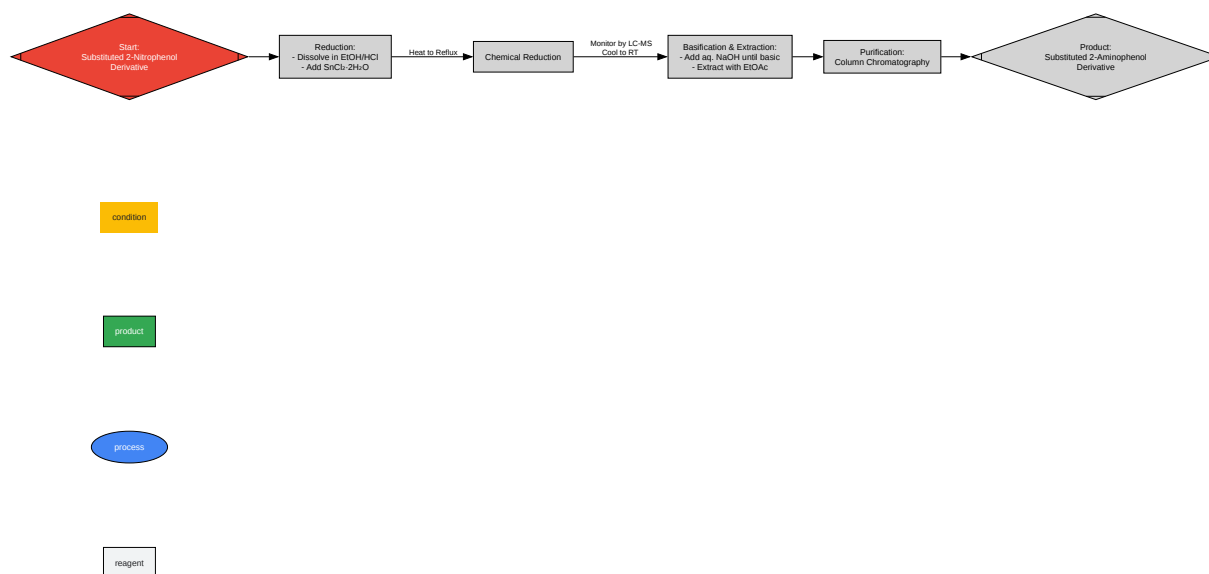 Start:
Substituted 2-Nitrophenol
Derivative
Reduction:
- Dissolve in EtOH/HCl
- Add SnCl₂·2H₂O
Heat to Reflux
Chemical Reduction
Monitor by LC-MS
Cool to RT
Basification & Extraction:
- Add aq. NaOH until basic
- Extract with EtOAc
Purification:
Column Chromatography
Product:
Substituted 2-Aminophenol
Derivative
condition
product
process
reagent